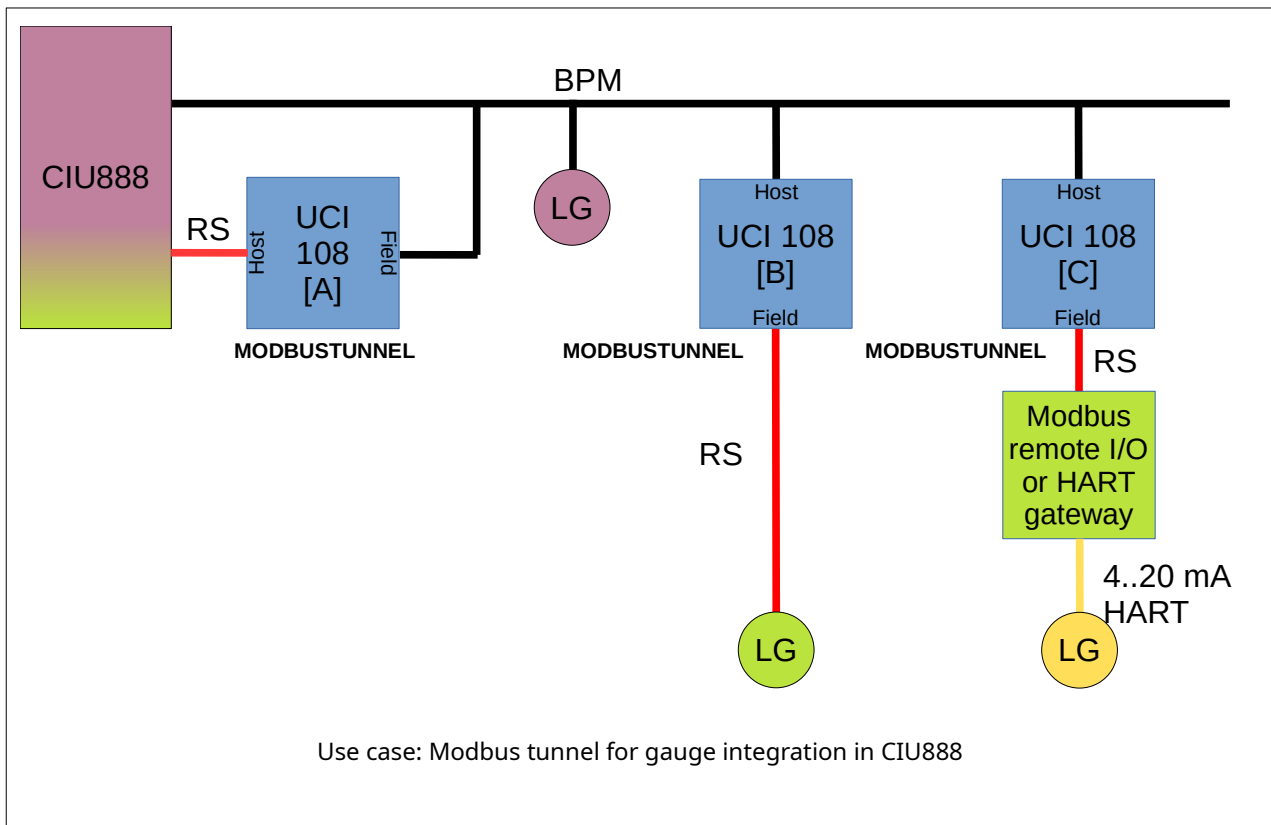 BPM
CIU888
RS
Host
UCI
108
[A]
Field
MODBUSTUNNEL
LG
Host
UCI 108
[B]
Field
MODBUSTUNNEL
RS
LG
Host
UCI 108
[C]
Field
MODBUSTUNNEL
RS
Modbus
remote I/O
or HART
gateway
4..20 mA
HART
LG
Use case: Modbus tunnel for gauge integration in CIU888